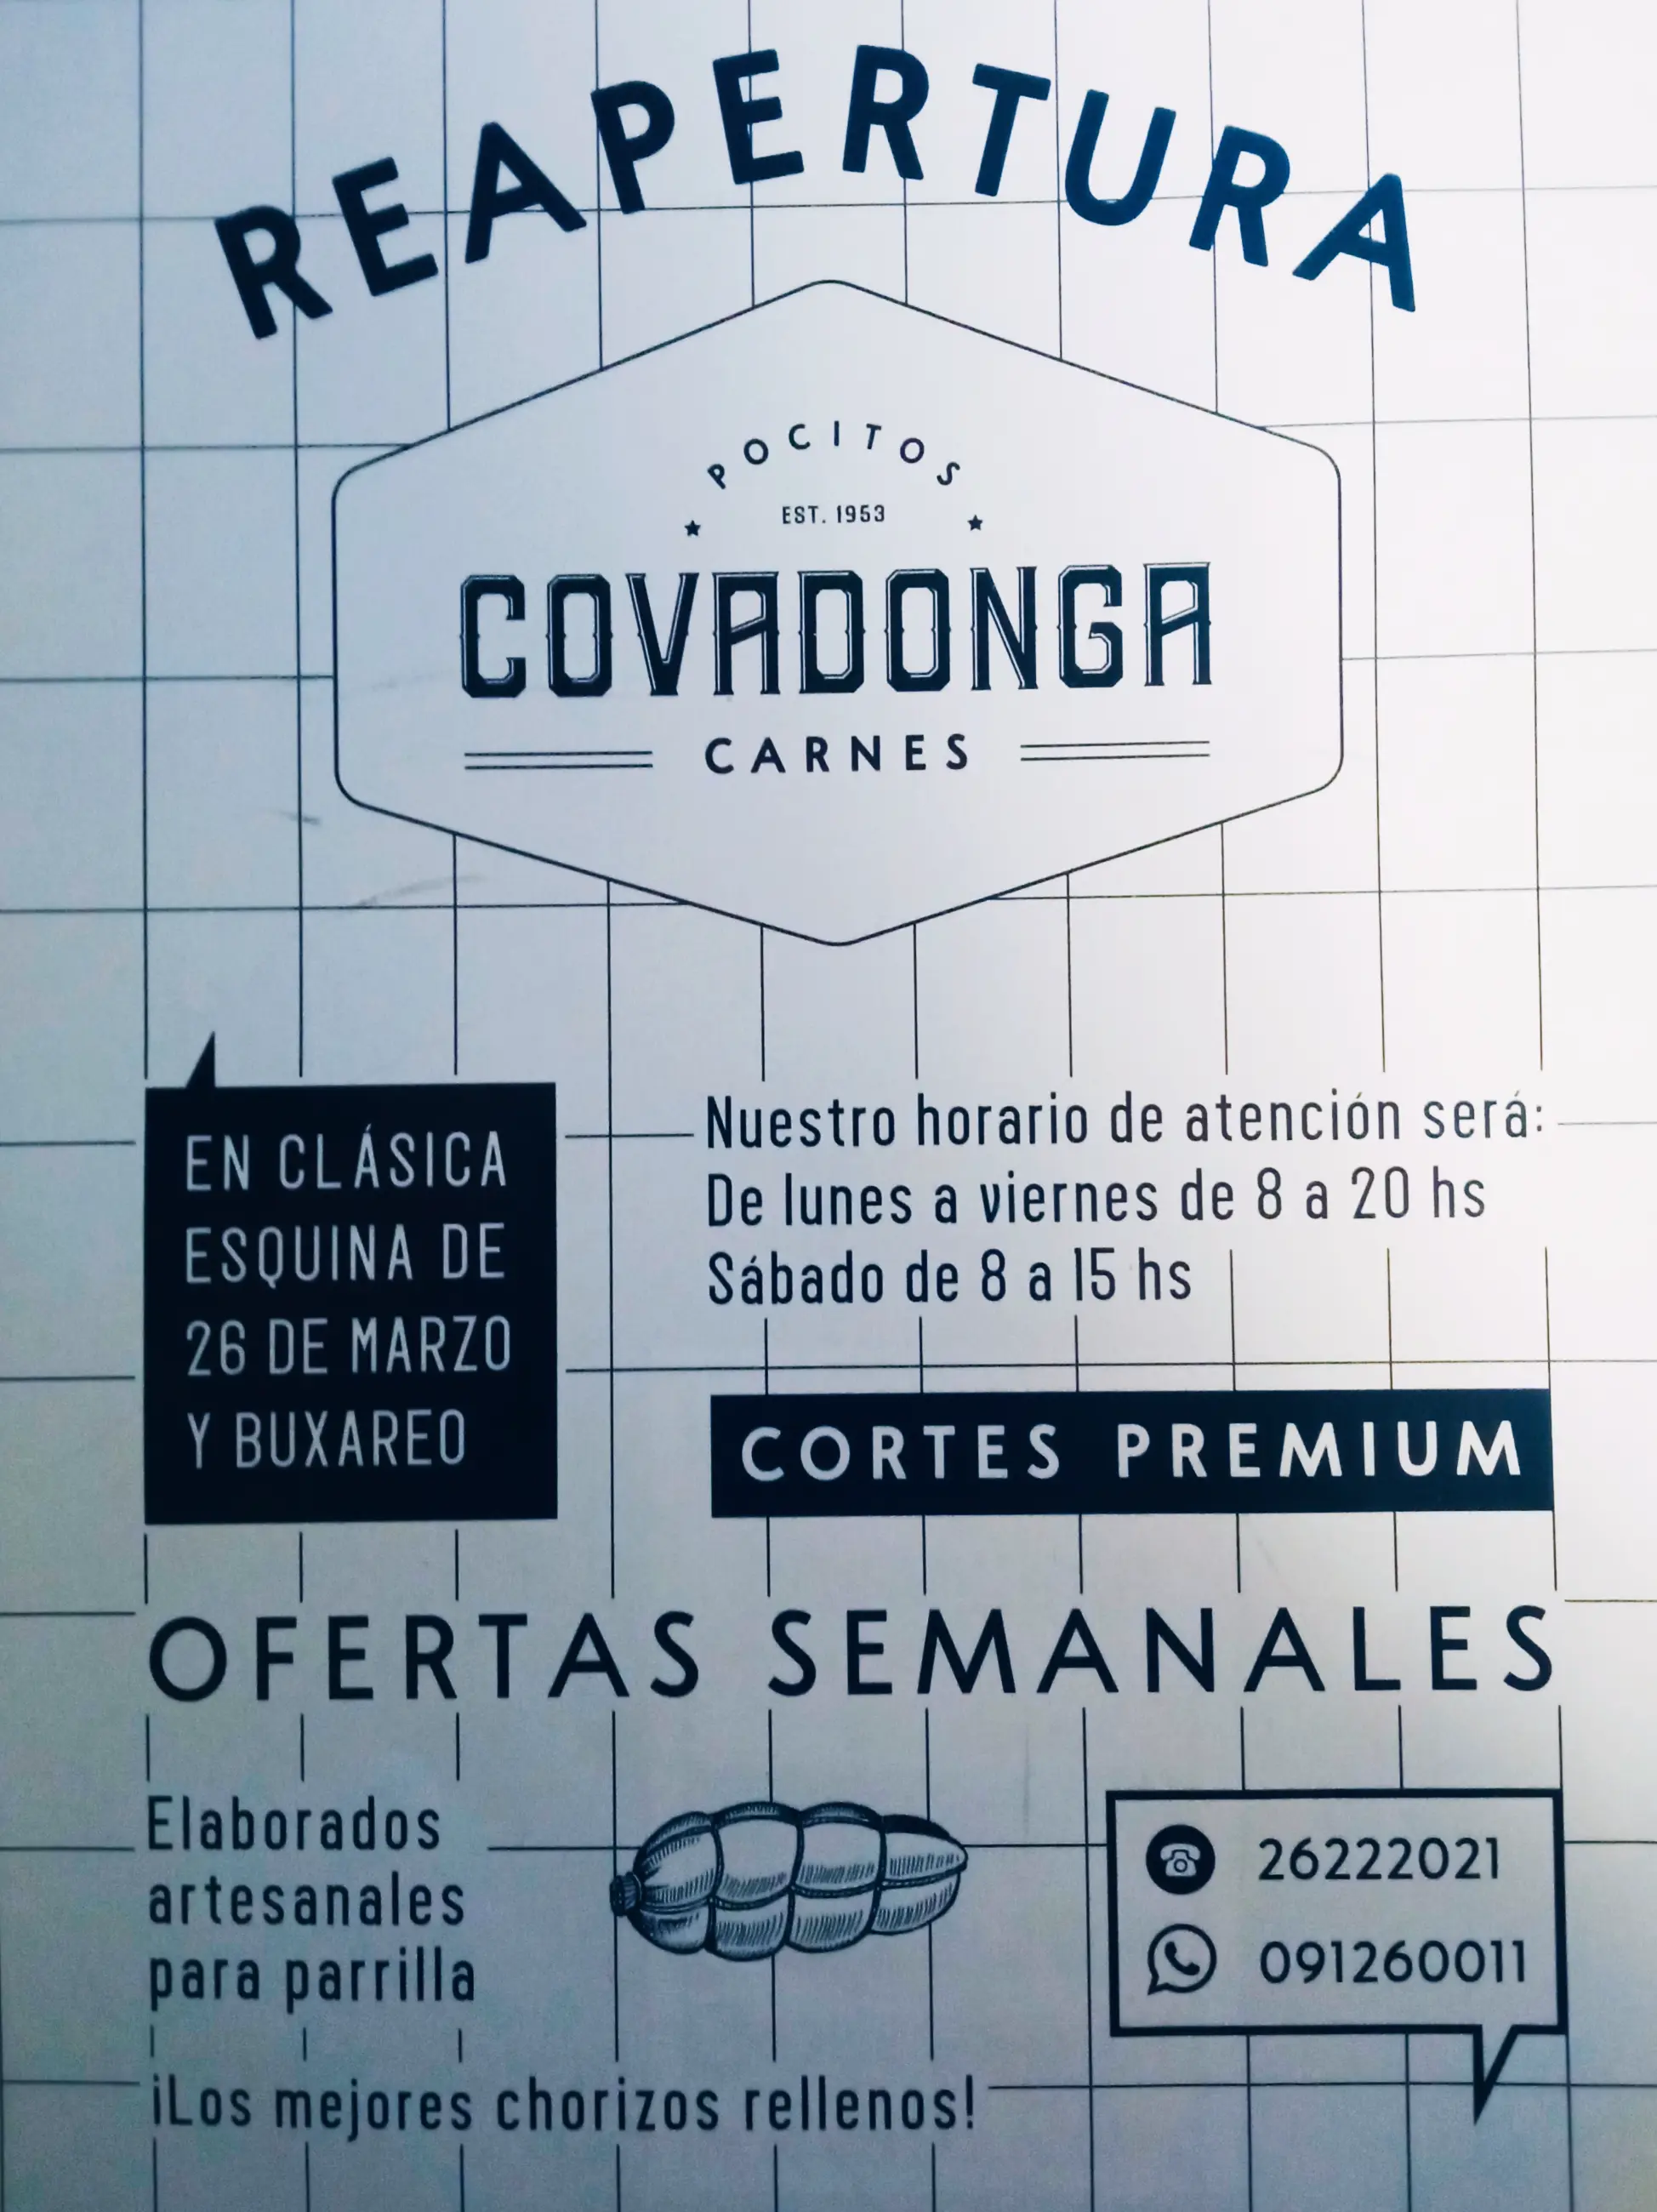 REAPERTURA
POCITOS
EST. 1953
COVADONGA
CARNES
EN CLÁSICA
ESQUINA DE
26 DE MARZO
Y BUXAREO
Nuestro horario de atención será:
De lunes a viernes de 8 a 20 hs
Sábado de 8 a 15 hs
CORTES PREMIUM
OFERTAS SEMANALES
Elaborados
artesanales
para parrilla
26222021
091260011
¡Los mejores chorizos rellenos!